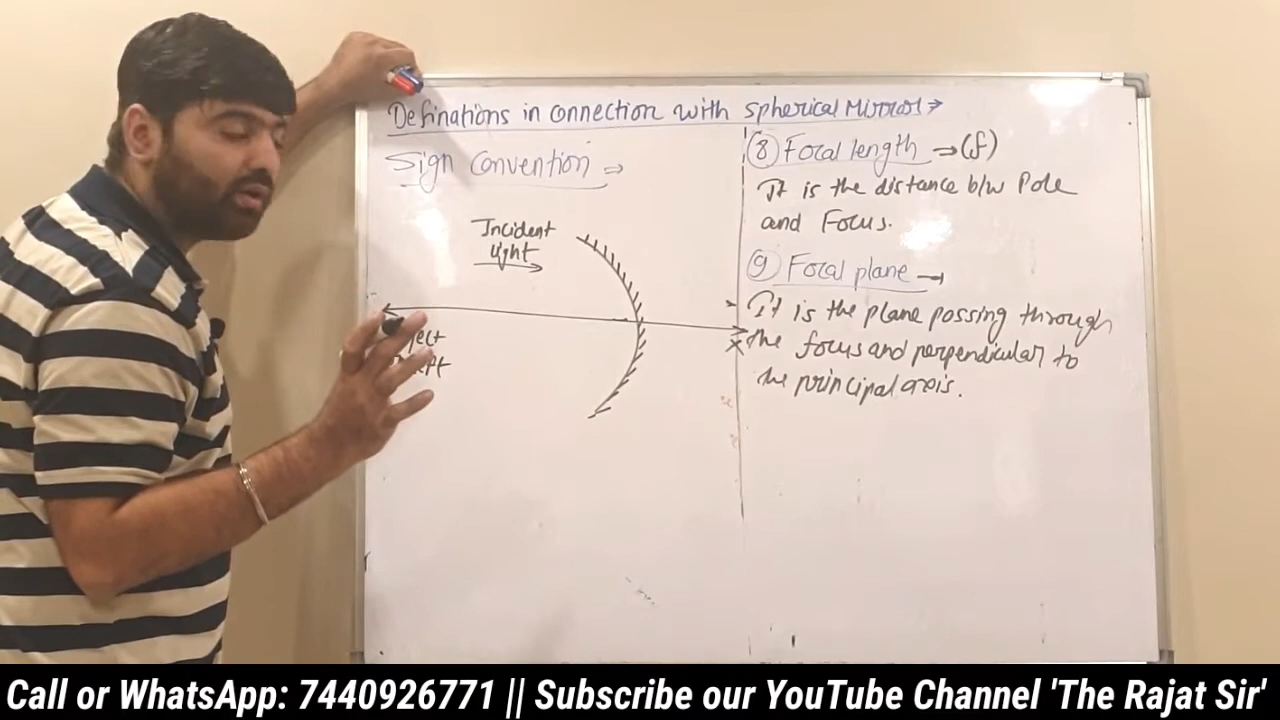 Definations in connection with spherical Mirror→
Sign Convention ⇒
Incident
light
⑧ Focal length →(f)
It is the distance b/w Pole
and Focus.
⑨ Focal plane →
It is the plane possing through
the focus and perpendicular to
the principal axis.
Call or WhatsApp: 7440926771 || Subscribe our YouTube Channel 'The Rajat Sir'